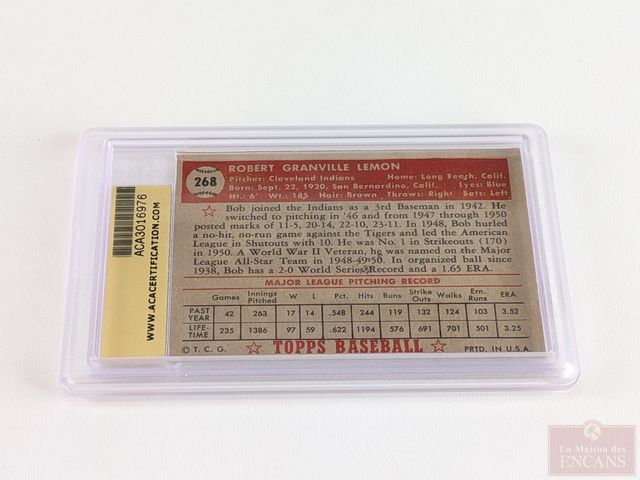 ACA3016976
WWW.ACACERTIFICATION.COM
268
ROBERT GRANVILLE LEMON
Pitcher: Cleveland Indians Home: Long Beach, Calif.
Born: Sept. 22, 1920, San Bernardino, Calif. Eyes: Blue
Ht.: 6' Wt.: 185 Hair: Brown Throws: Right Bats: Left
Bob joined the Indians as a 3rd Baseman in 1942. He
switched to pitching in '46 and from 1947 through 1950
posted marks of 11-5, 20-14, 22-10, 23-11. In 1948, Bob hurled
a no-hit, no-run game against the Tigers and led the American
League in Shutouts with 10. He was No. 1 in Strikeouts (170)
in 1950. A World War II Veteran, he was named on the Major
League All-Star Team in 1948-49-50. In organized ball since
1938, Bob has a 2-0 World Series Record and a 1.65 ERA.
MAJOR LEAGUE PITCHING RECORD
Games Innings Pitched W L Pct. Hits Runs Strike Outs Walks Ern. Runs ERA
PAST YEAR 42 263 17 14 .548 244 119 132 124 103 3.52
LIFE-TIME 235 1386 97 59 .622 1194 576 691 701 501 3.25
© T. C. G. TOPPS BASEBALL PRTD. IN U.S.A.
La Maison des
ENCANS